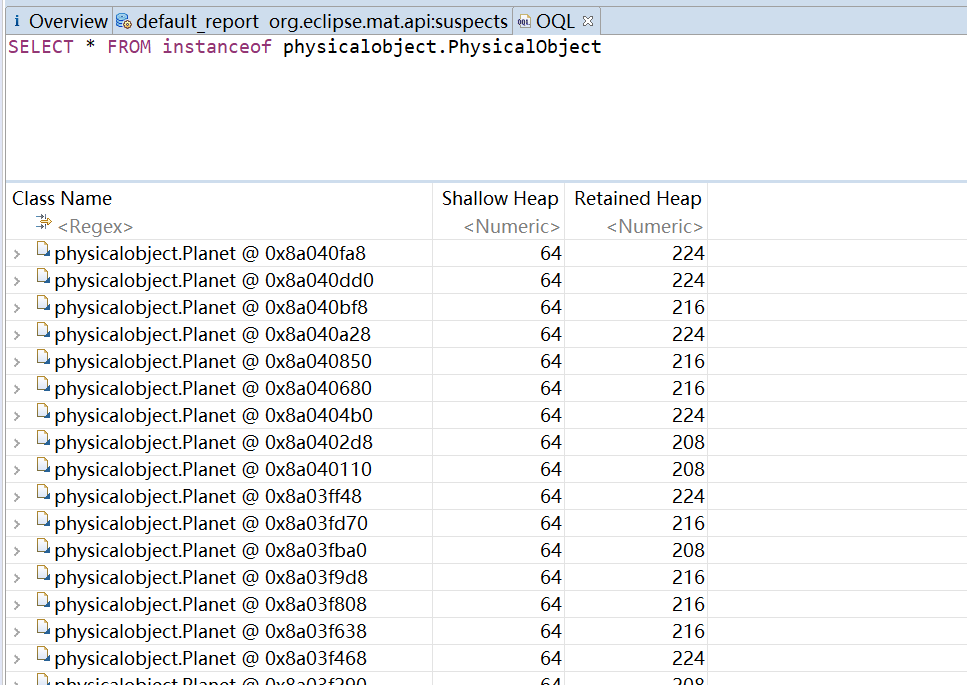 Overview default_report org.eclipse.mat.api:suspects OQL
SELECT * FROM instanceof physicalobject.PhysicalObject
Class Name Shallow Heap Retained Heap
<Regex> <Numeric> <Numeric>
physicalobject.Planet @ 0x8a040fa8 64 224
physicalobject.Planet @ 0x8a040dd0 64 224
physicalobject.Planet @ 0x8a040bf8 64 216
physicalobject.Planet @ 0x8a040a28 64 224
physicalobject.Planet @ 0x8a040850 64 216
physicalobject.Planet @ 0x8a040680 64 216
physicalobject.Planet @ 0x8a0404b0 64 224
physicalobject.Planet @ 0x8a0402d8 64 208
physicalobject.Planet @ 0x8a040110 64 208
physicalobject.Planet @ 0x8a03ff48 64 224
physicalobject.Planet @ 0x8a03fd70 64 216
physicalobject.Planet @ 0x8a03fba0 64 208
physicalobject.Planet @ 0x8a03f9d8 64 216
physicalobject.Planet @ 0x8a03f808 64 216
physicalobject.Planet @ 0x8a03f638 64 216
physicalobject.Planet @ 0x8a03f468 64 224
physicalobject.Planet @ 0x8a03f290 64 208